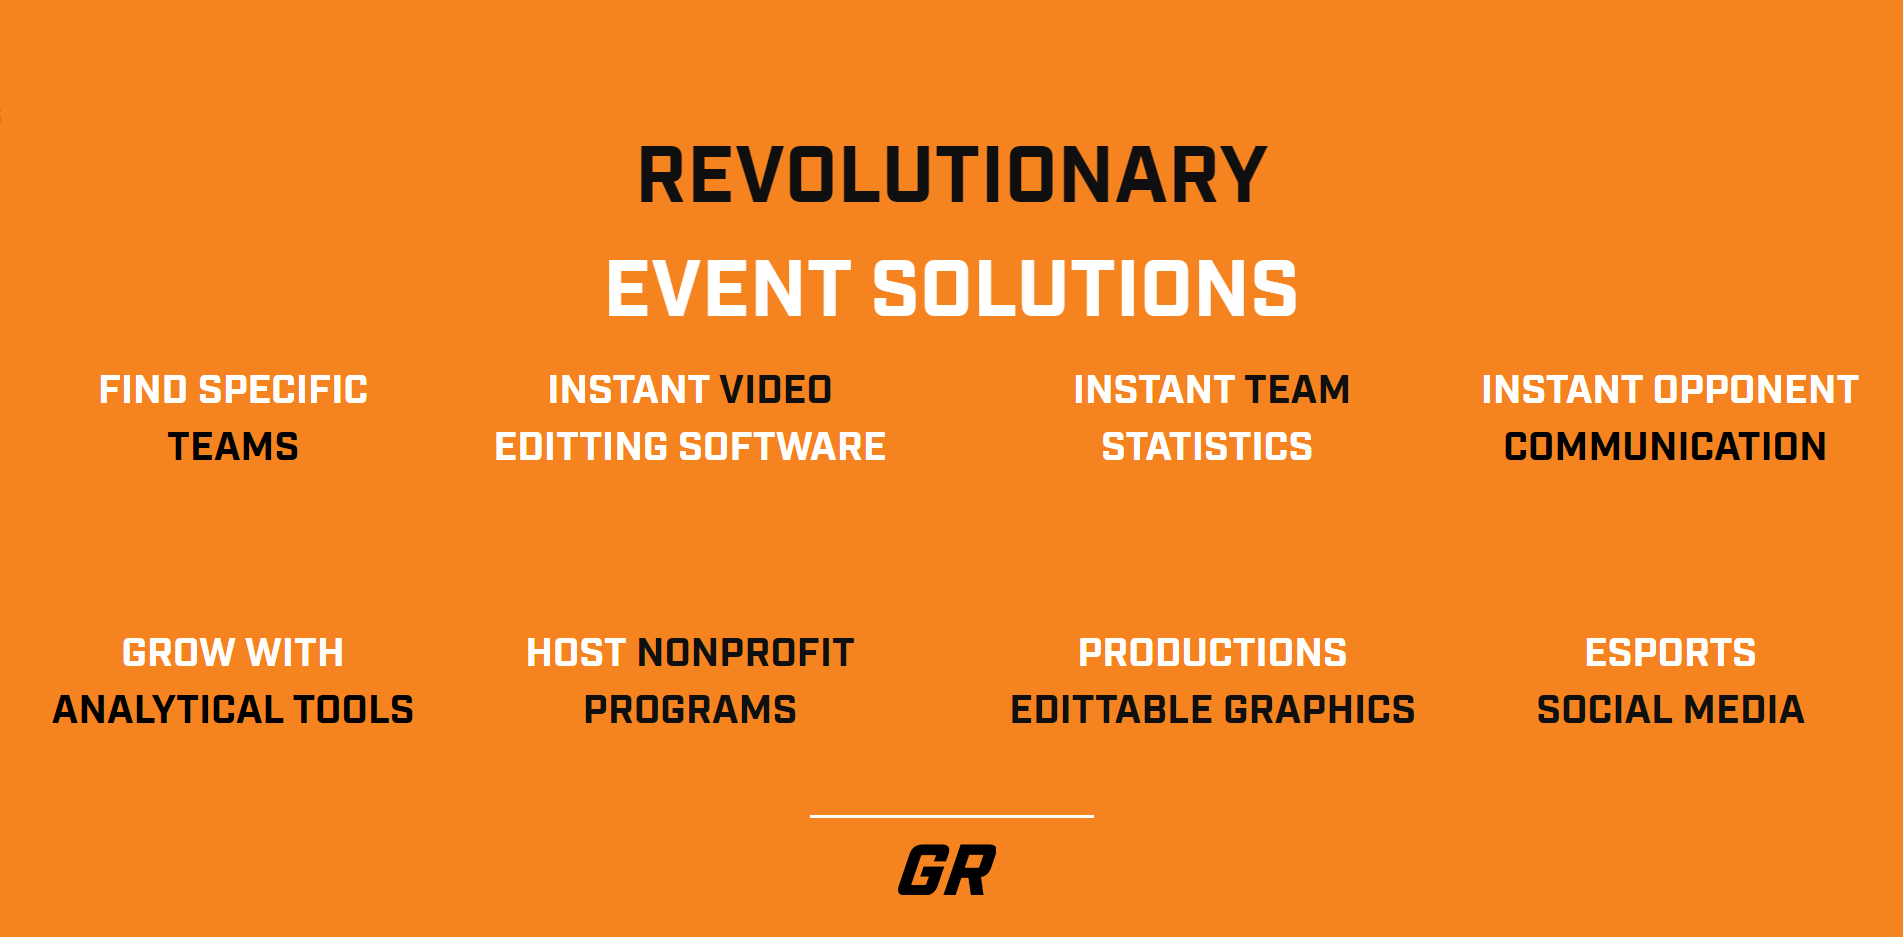 REVOLUTIONARY
EVENT SOLUTIONS
FIND SPECIFIC
TEAMS
INSTANT VIDEO
EDITTING SOFTWARE
INSTANT TEAM
STATISTICS
INSTANT OPPONENT
COMMUNICATION
GROW WITH
ANALYTICAL TOOLS
HOST NONPROFIT
PROGRAMS
PRODUCTIONS
EDITTABLE GRAPHICS
ESPORTS
SOCIAL MEDIA
GR